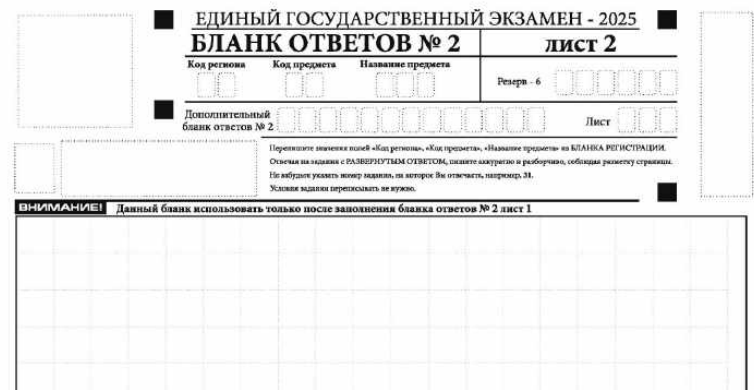 ЕДИНЫЙ ГОСУДАРСТВЕННЫЙ ЭКЗАМЕН - 2025
БЛАНК ОТВЕТОВ № 2 лист 2
Код региона Код предмета Название предмета
Резерв - 6
Дополнительный
бланк ответов № 2
Лист
Перепишите значения полей «Код региона», «Код предмета», «Название предмета» из БЛАНКА РЕГИСТРАЦИИ.
Отвечая на задания с РАЗВЕРНУТЫМ ОТВЕТОМ, пишите аккуратно и разборчиво, соблюдая разметку страницы.
Не забудьте указать номер задания, на которое Вы отвечаете, например, 31.
Условия задания переписывать не нужно.
ВНИМАНИЕ! Данный бланк использовать только после заполнения бланка ответов № 2 лист 1